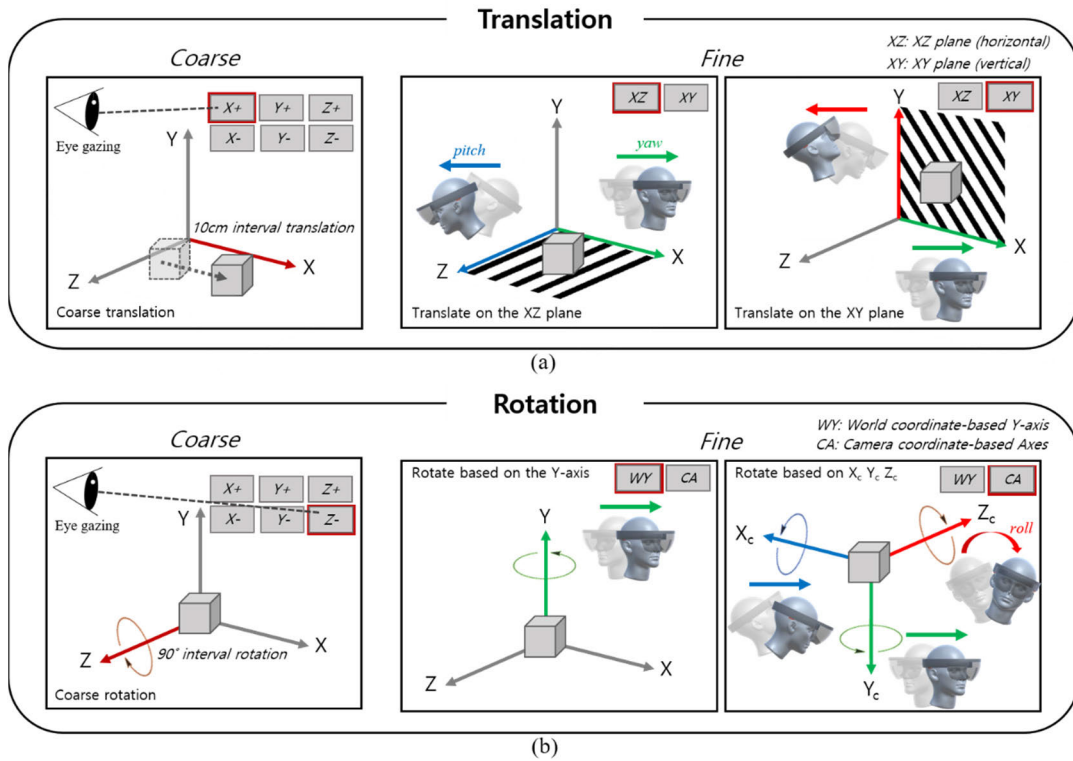 Translation
Coarse
Fine
XZ: XZ plane (horizontal)
XY: XY plane (vertical)
Eye gazing
X+ Y+ Z+
X- Y- Z-
Y
10cm interval translation
Z
X
Coarse translation
XZ XY
Y
pitch
yaw
Z
X
Translate on the XZ plane
XZ XY
Y
Z
X
Translate on the XY plane
(a)
Rotation
Coarse
Fine
WY: World coordinate-based Y-axis
CA: Camera coordinate-based Axes
Eye gazing
X+ Y+ Z+
X- Y- Z-
Y
Z
90° interval rotation
X
Coarse rotation
Rotate based on the Y-axis
WY CA
Y
Z
X
Rotate based on Xc Yc Zc
WY CA
Xc
Zc
roll
Yc
(b)